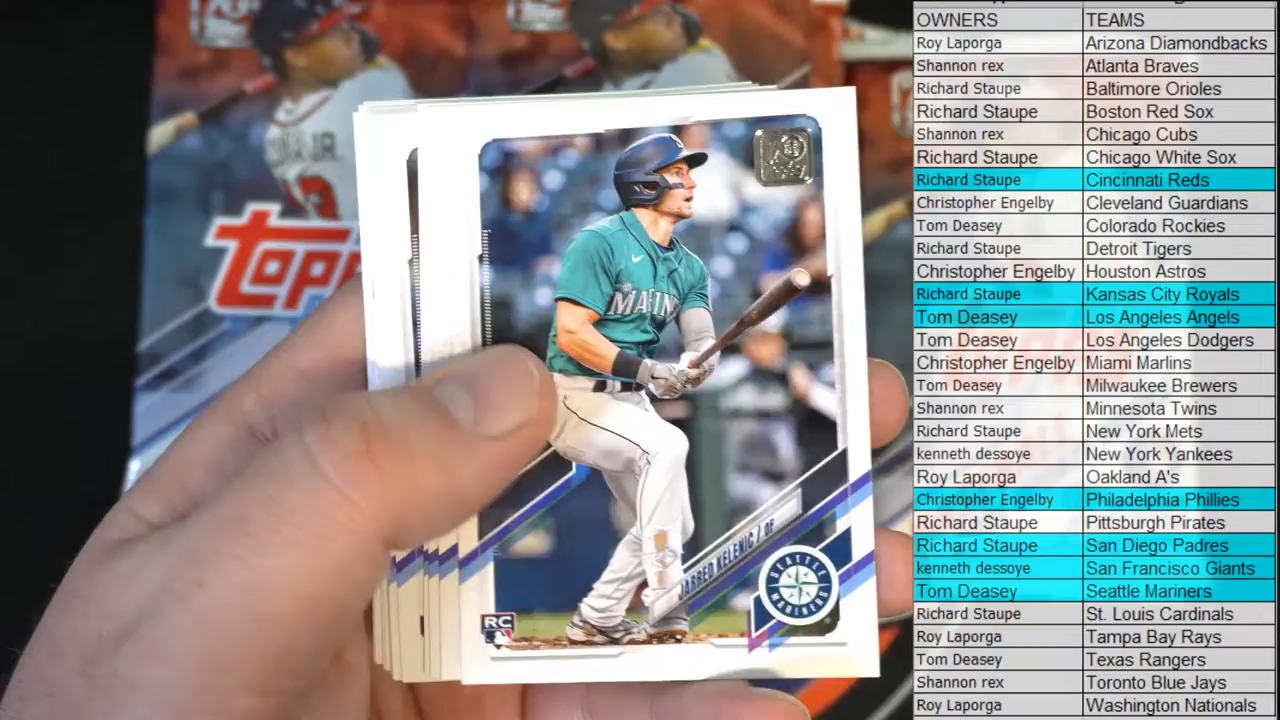 OWNERS TEAMS
Roy Laporga Arizona Diamondbacks
Shannon rex Atlanta Braves
Richard Staupe Baltimore Orioles
Richard Staupe Boston Red Sox
Shannon rex Chicago Cubs
Richard Staupe Chicago White Sox
Richard Staupe Cincinnati Reds
Christopher Engelby Cleveland Guardians
Tom Deasey Colorado Rockies
Richard Staupe Detroit Tigers
Christopher Engelby Houston Astros
Richard Staupe Kansas City Royals
Tom Deasey Los Angeles Angels
Tom Deasey Los Angeles Dodgers
Christopher Engelby Miami Marlins
Tom Deasey Milwaukee Brewers
Shannon rex Minnesota Twins
Richard Staupe New York Mets
kenneth dessoye New York Yankees
Roy Laporga Oakland A's
Christopher Engelby Philadelphia Phillies
Richard Staupe Pittsburgh Pirates
Richard Staupe San Diego Padres
kenneth dessoye San Francisco Giants
Tom Deasey Seattle Mariners
Richard Staupe St. Louis Cardinals
Roy Laporga Tampa Bay Rays
Tom Deasey Texas Rangers
Shannon rex Toronto Blue Jays
Roy Laporga Washington Nationals
JARRED KELENIC / OF
SEATTLE
MARINERS
RC